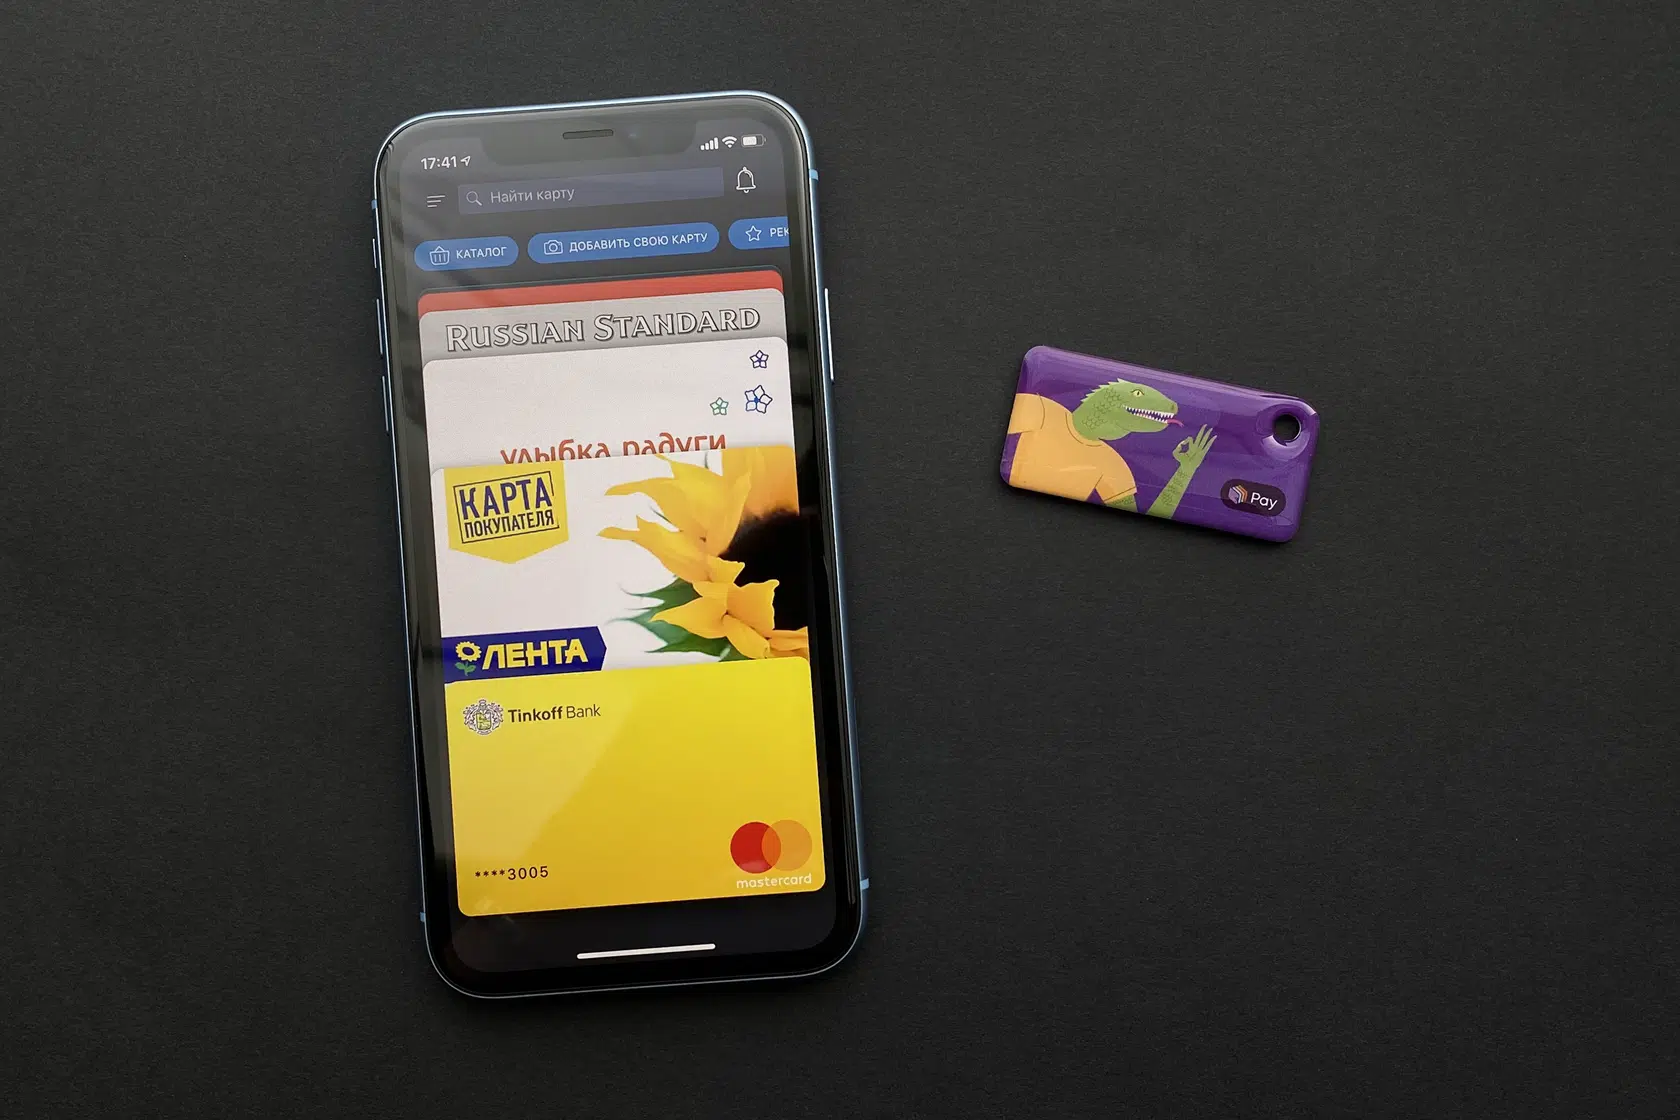 17:41
Найти карту
КАТАЛОГ
ДОБАВИТЬ СВОЮ КАРТУ
РЕК
RUSSIAN STANDARD
улыбка радуги
КАРТА
ПОКУПАТЕЛЯ
ЛЕНТА
Tinkoff Bank
****3005
mastercard
Pay